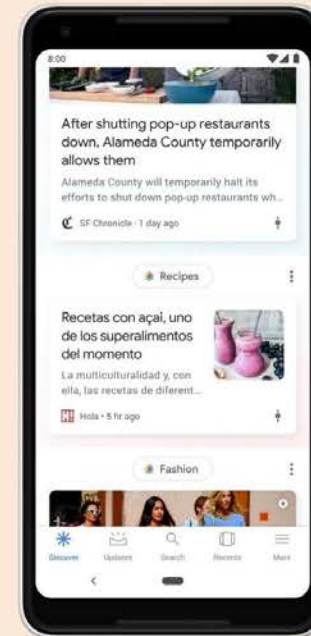 8:00
After shutting pop-up restaurants
down, Alameda County temporarily
allows them
Alameda County will temporarily halt its
efforts to shut down pop-up restaurants wh...
SF Chronicle · 1 day ago
Recipes
Recetas con açaí, uno
de los superalimentos
del momento
La multiculturalidad y, con
ella, las recetas de diferent...
Hola • 5 hr ago
Fashion
Discover Updates Search Recents More